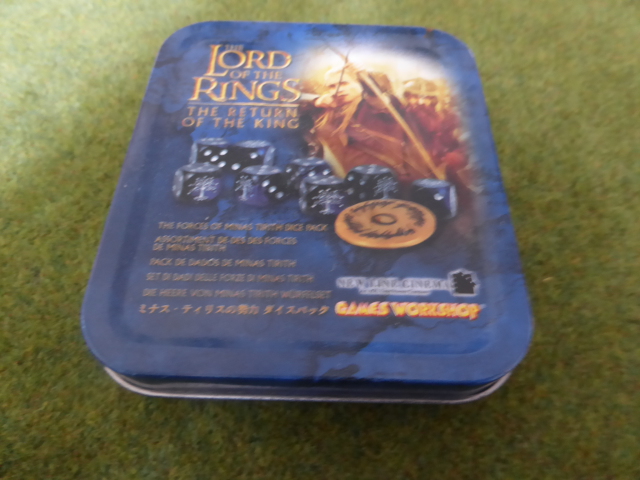 THE
LORD
OF THE
RINGS
THE RETURN
OF THE KING
THE FORCES OF MINAS TIRITH DICE PACK
ASSORTIMENT DE DÉS DES FORCES
DE MINAS TIRITH
PACK DE DADOS DE MINAS TIRITH
SET DI DADI DELLE FORZE DI MINAS TIRITH
DIE HEERE VON MINAS TIRITH WÜRFELSET
ミナス・ティリスの勢力 ダイスパック
NEW LINE CINEMA
GAMES WORKSHOP